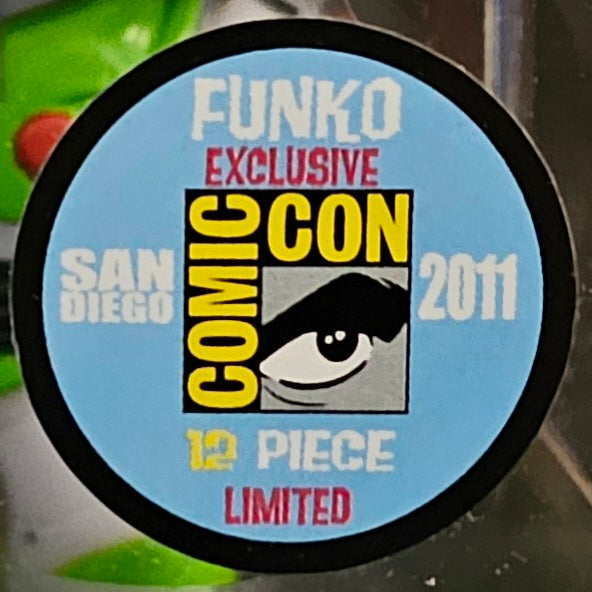 FUNKO
EXCLUSIVE
COMIC
CON
SAN
DIEGO
2011
12 PIECE
LIMITED